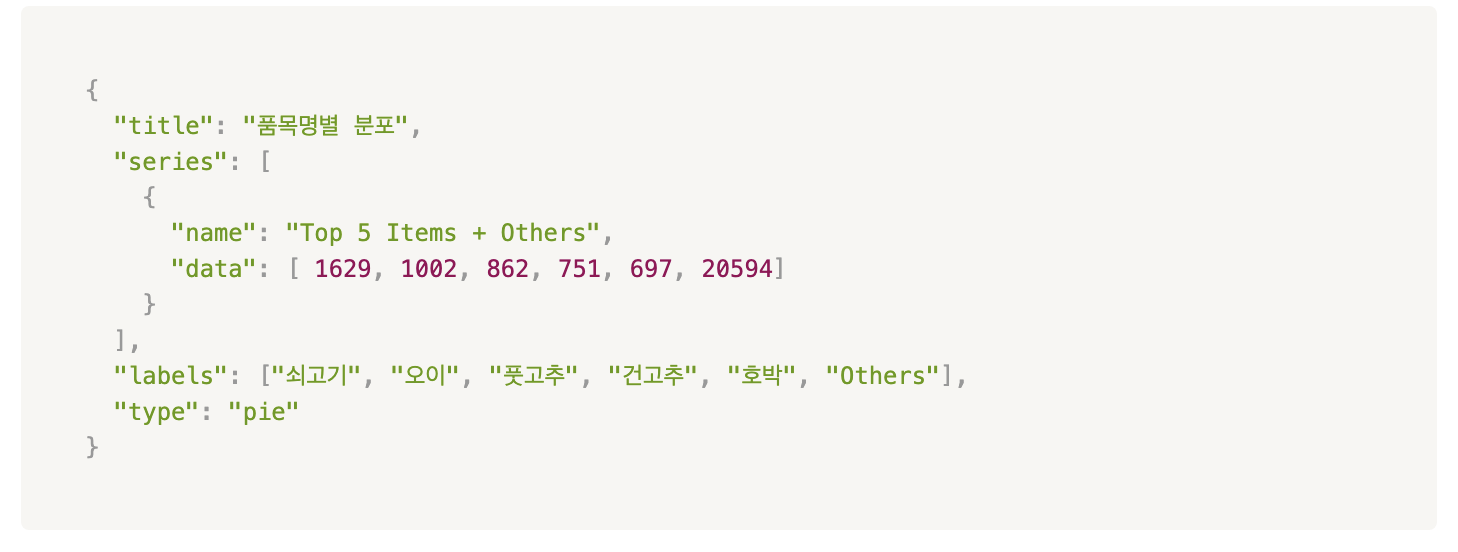 {
"title": "품목명별 분포",
"series": [
{
"name": "Top 5 Items + Others",
"data": [ 1629, 1002, 862, 751, 697, 20594]
}
],
"labels": ["쇠고기", "오이", "풋고추", "건고추", "호박", "Others"],
"type": "pie"
}